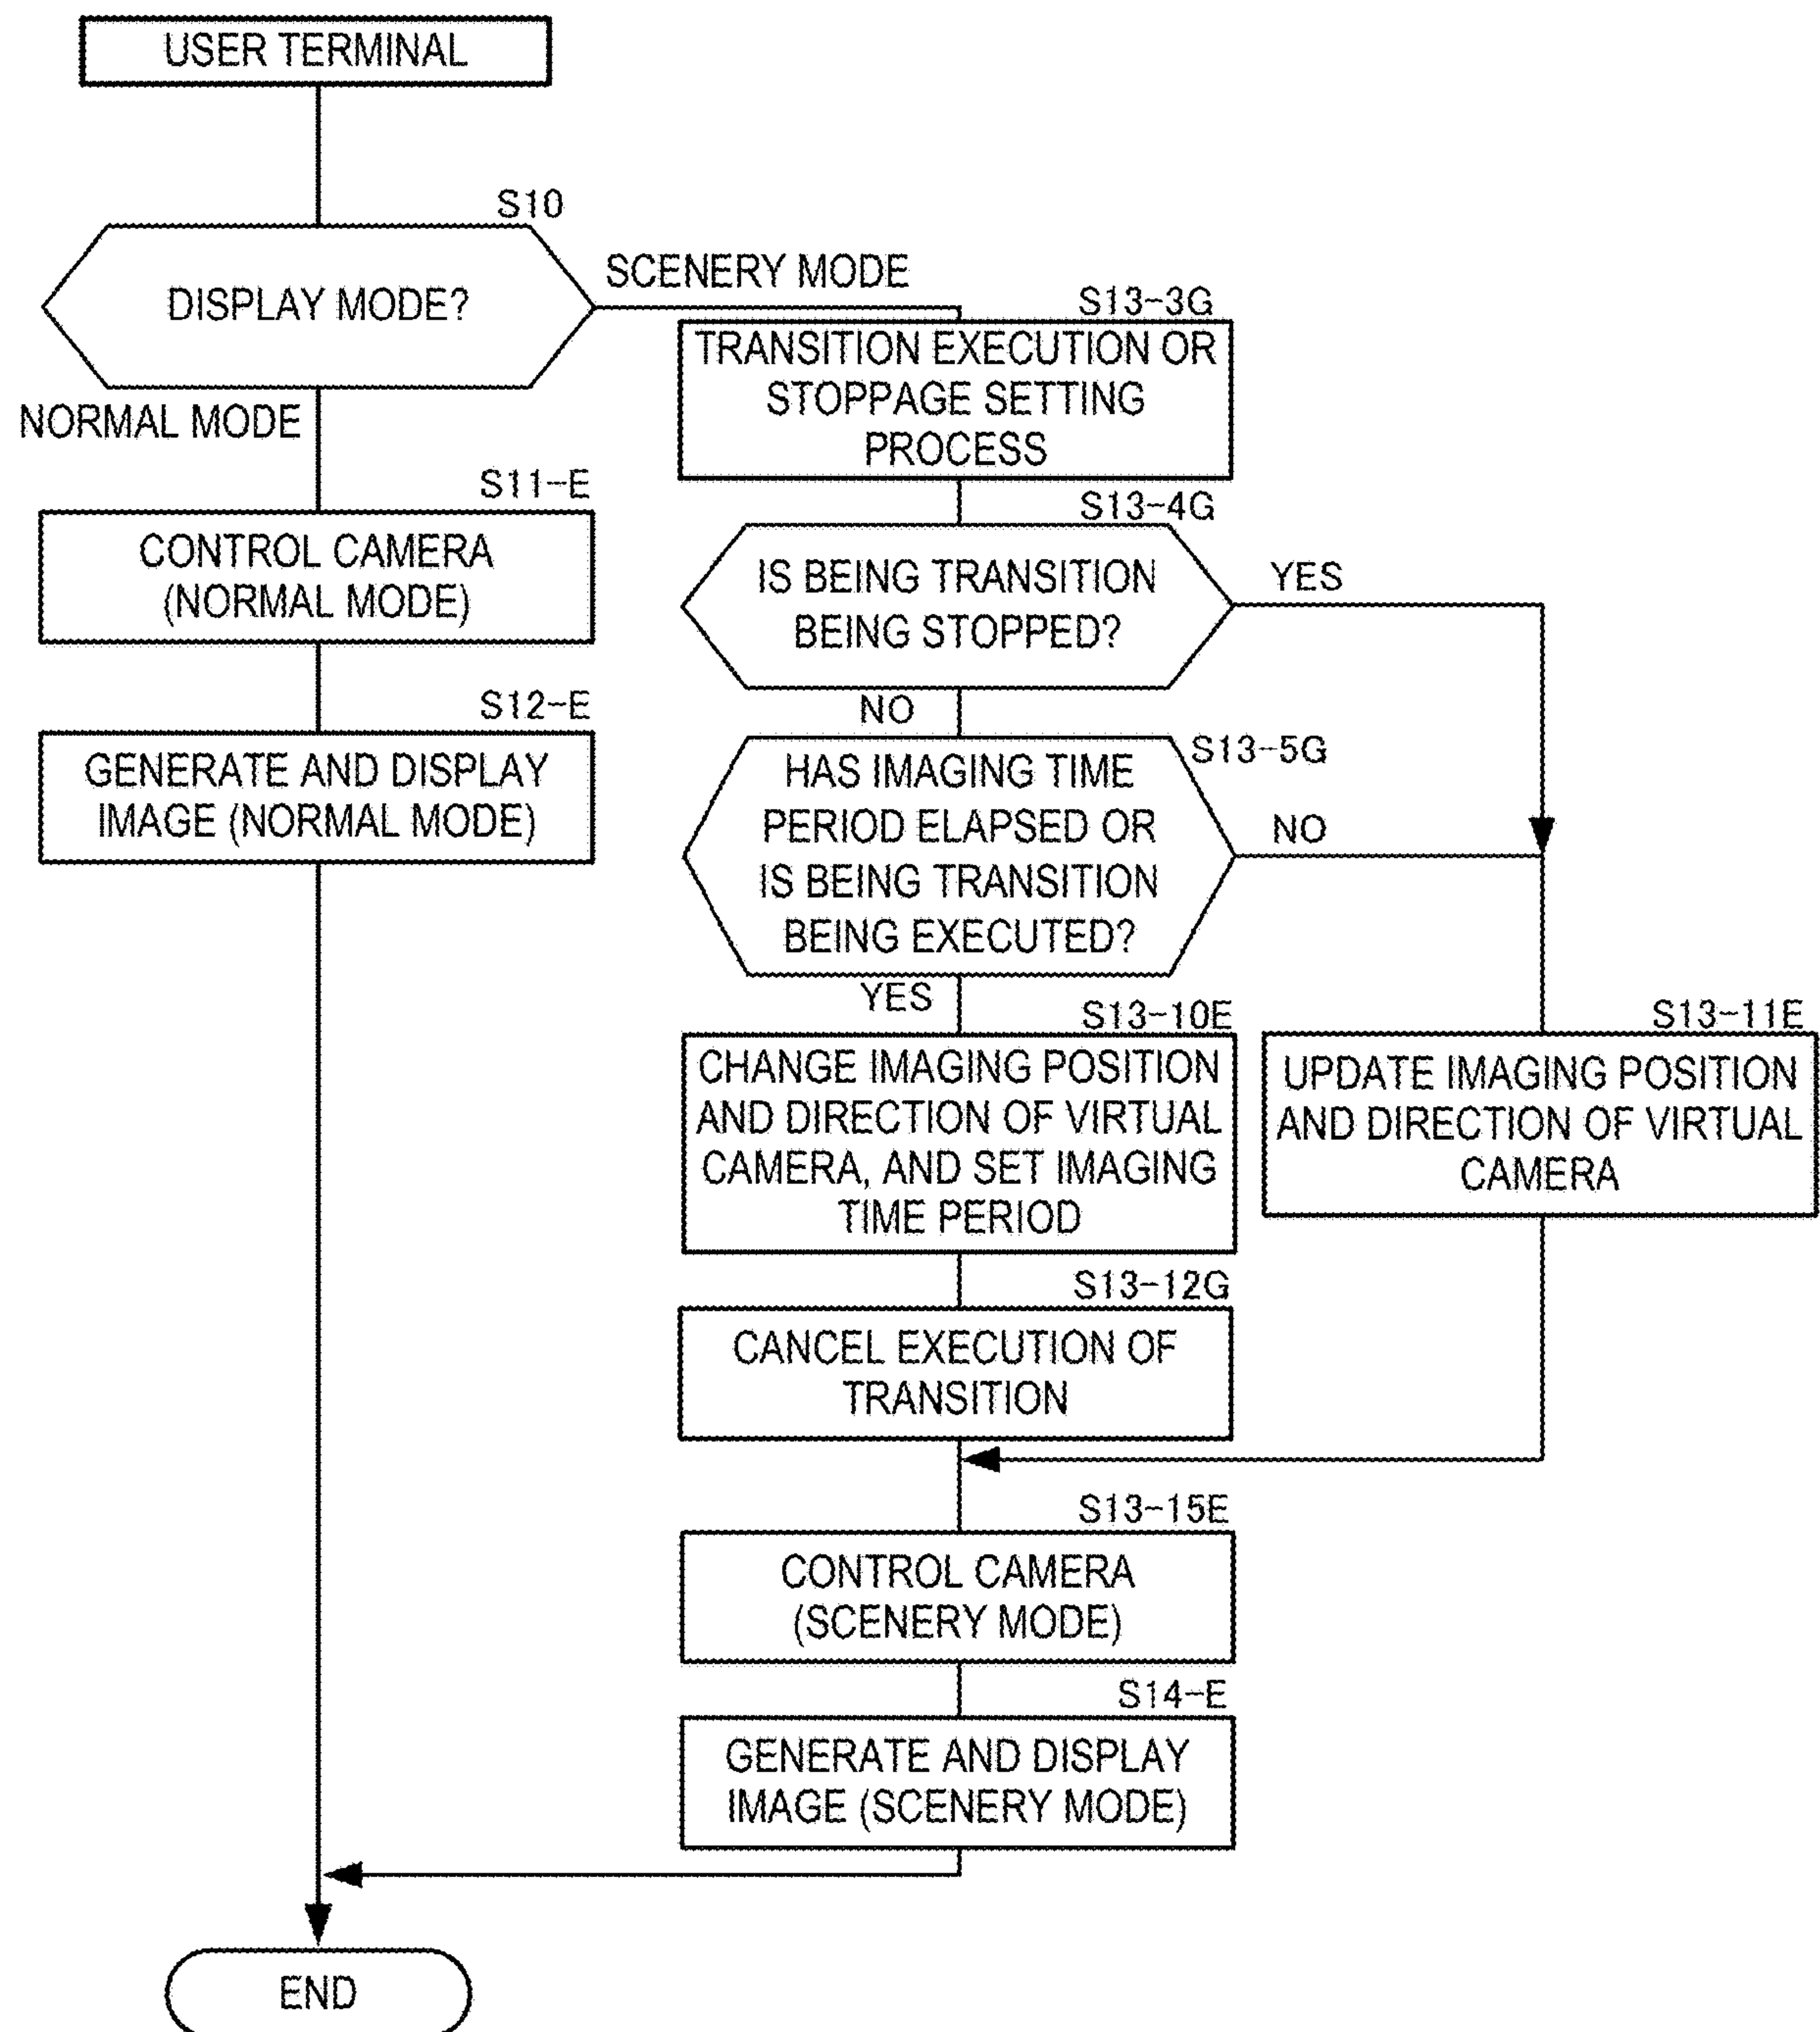 USER TERMINAL
S10
DISPLAY MODE?
SCENERY MODE
NORMAL MODE
S11-E
CONTROL CAMERA
(NORMAL MODE)
S12-E
GENERATE AND DISPLAY
IMAGE (NORMAL MODE)
S13-3G
TRANSITION EXECUTION OR
STOPPAGE SETTING
PROCESS
S13-4G
IS BEING TRANSITION
BEING STOPPED?
YES
NO
S13-5G
HAS IMAGING TIME
PERIOD ELAPSED OR
IS BEING TRANSITION
BEING EXECUTED?
NO
YES
S13-10E
CHANGE IMAGING POSITION
AND DIRECTION OF VIRTUAL
CAMERA, AND SET IMAGING
TIME PERIOD
S13-11E
UPDATE IMAGING POSITION
AND DIRECTION OF VIRTUAL
CAMERA
S13-12G
CANCEL EXECUTION OF
TRANSITION
S13-15E
CONTROL CAMERA
(SCENERY MODE)
S14-E
GENERATE AND DISPLAY
IMAGE (SCENERY MODE)
END